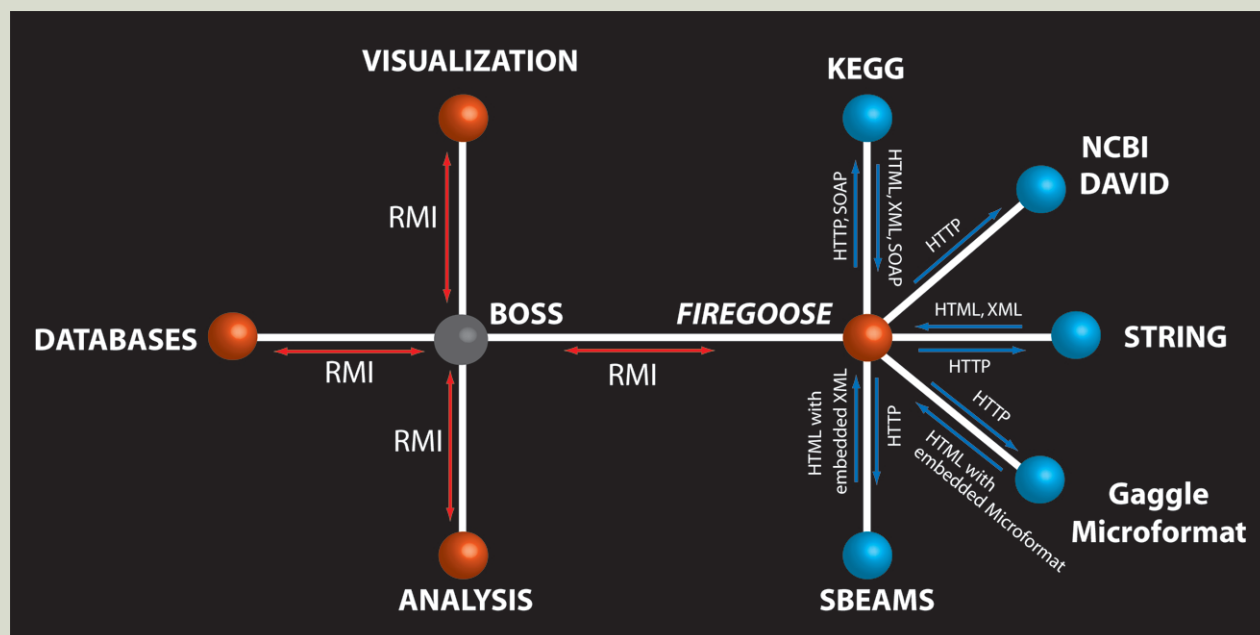 VISUALIZATION
KEGG
NCBI
DAVID
RMI
HTTP, SOAP
HTML, XML, SOAP
HTTP
DATABASES
BOSS
FIREGOOSE
HTML, XML
STRING
RMI
RMI
HTTP
RMI
HTML with
embedded XML
HTTP
HTTP
HTML with
embedded Microformat
Gaggle
Microformat
ANALYSIS
SBEAMS